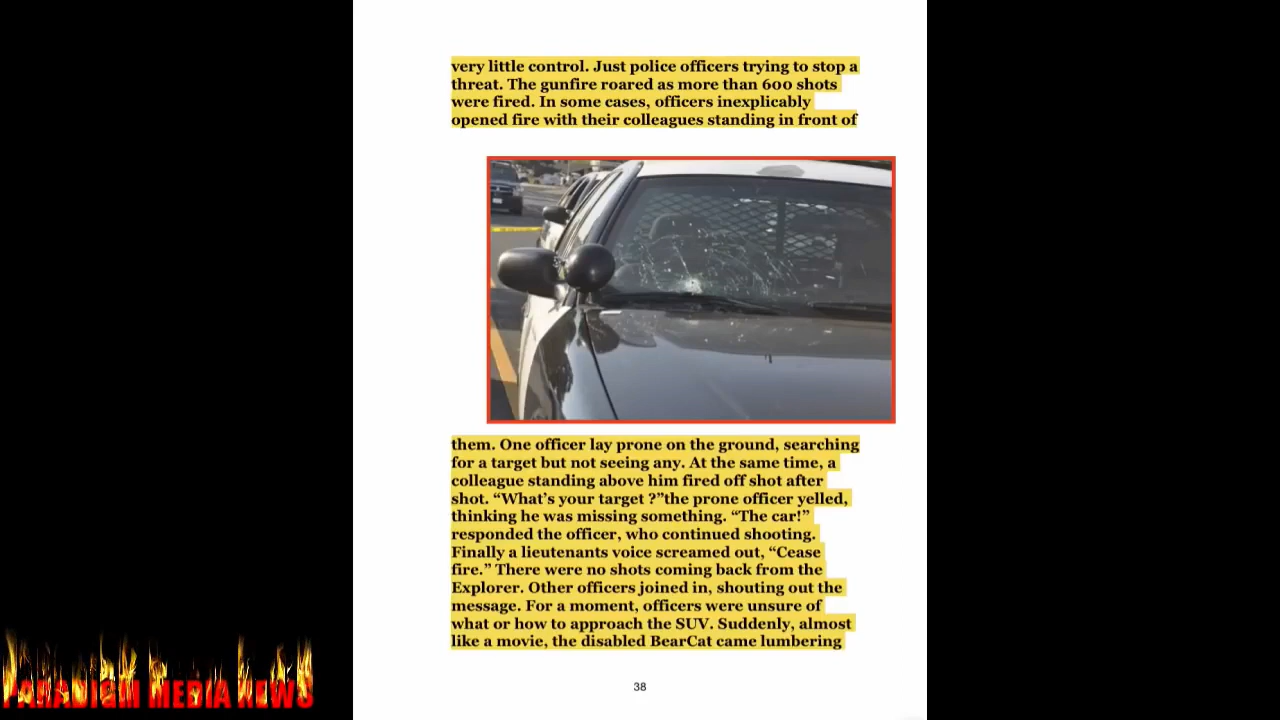 very little control. Just police officers trying to stop a
threat. The gunfire roared as more than 600 shots
were fired. In some cases, officers inexplicably
opened fire with their colleagues standing in front of
them. One officer lay prone on the ground, searching
for a target but not seeing any. At the same time, a
colleague standing above him fired off shot after
shot. “What’s your target ?”the prone officer yelled,
thinking he was missing something. “The car!”
responded the officer, who continued shooting.
Finally a lieutenants voice screamed out, “Cease
fire.” There were no shots coming back from the
Explorer. Other officers joined in, shouting out the
message. For a moment, officers were unsure of
what or how to approach the SUV. Suddenly, almost
like a movie, the disabled BearCat came lumbering
38
PARADIGM MEDIA NEWS